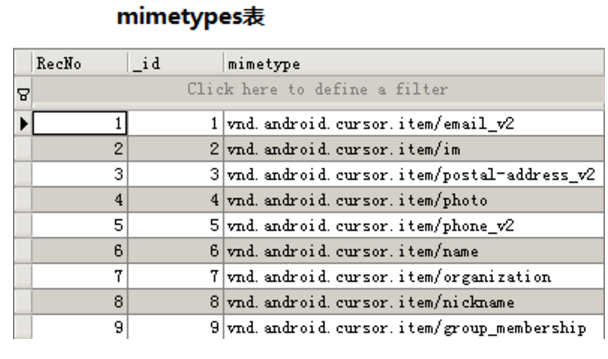 mimetypes表
RecNo _id mimetype
Click here to define a filter
1 1 vnd.android.cursor.item/email_v2
2 2 vnd.android.cursor.item/im
3 3 vnd.android.cursor.item/postal-address_v2
4 4 vnd.android.cursor.item/photo
5 5 vnd.android.cursor.item/phone_v2
6 6 vnd.android.cursor.item/name
7 7 vnd.android.cursor.item/organization
8 8 vnd.android.cursor.item/nickname
9 9 vnd.android.cursor.item/group_membership